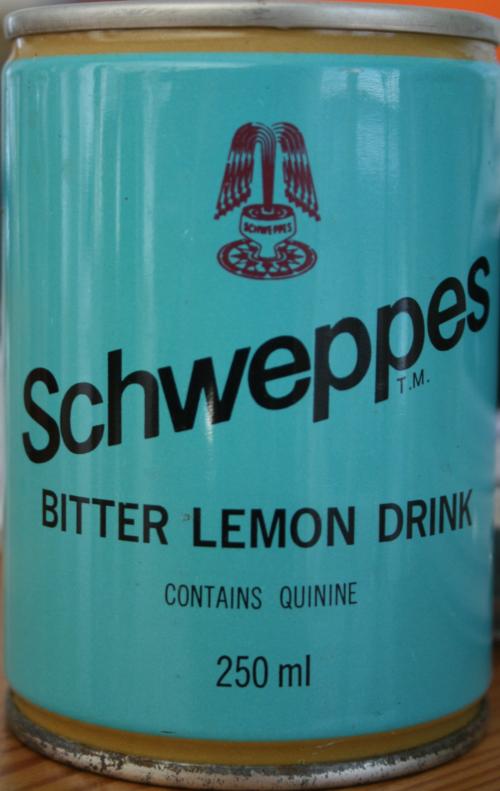 SCHWEPPES
Schweppes
T.M.
BITTER LEMON DRINK
CONTAINS QUININE
250 ml